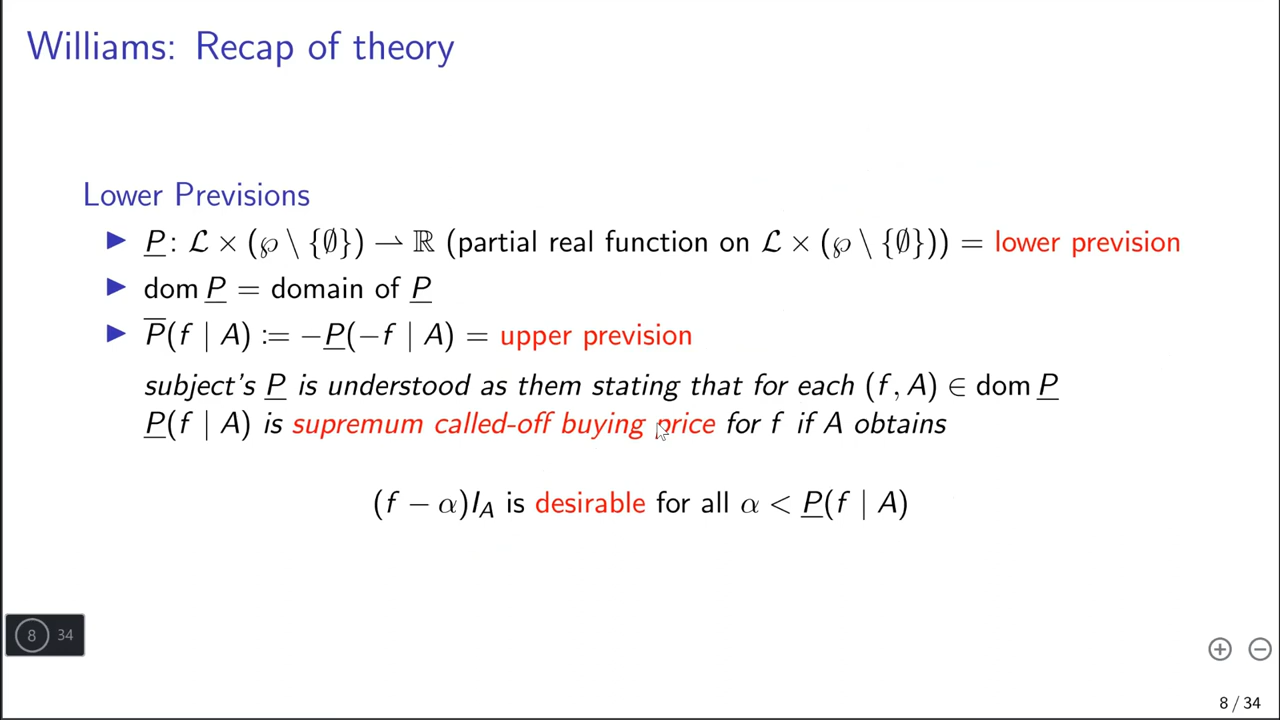 Williams: Recap of theory
Lower Previsions
▶ P̲ : ℒ × (℘ \ {∅}) ⇀ ℝ (partial real function on ℒ × (℘ \ {∅})) = lower prevision
▶ dom P̲ = domain of P̲
▶ P̅(f | A) := −P̲(−f | A) = upper prevision
subject's P̲ is understood as them stating that for each (f, A) ∈ dom P̲
P̲(f | A) is supremum called-off buying price for f if A obtains
(f − α)I_A is desirable for all α < P̲(f | A)
8 34
8 / 34